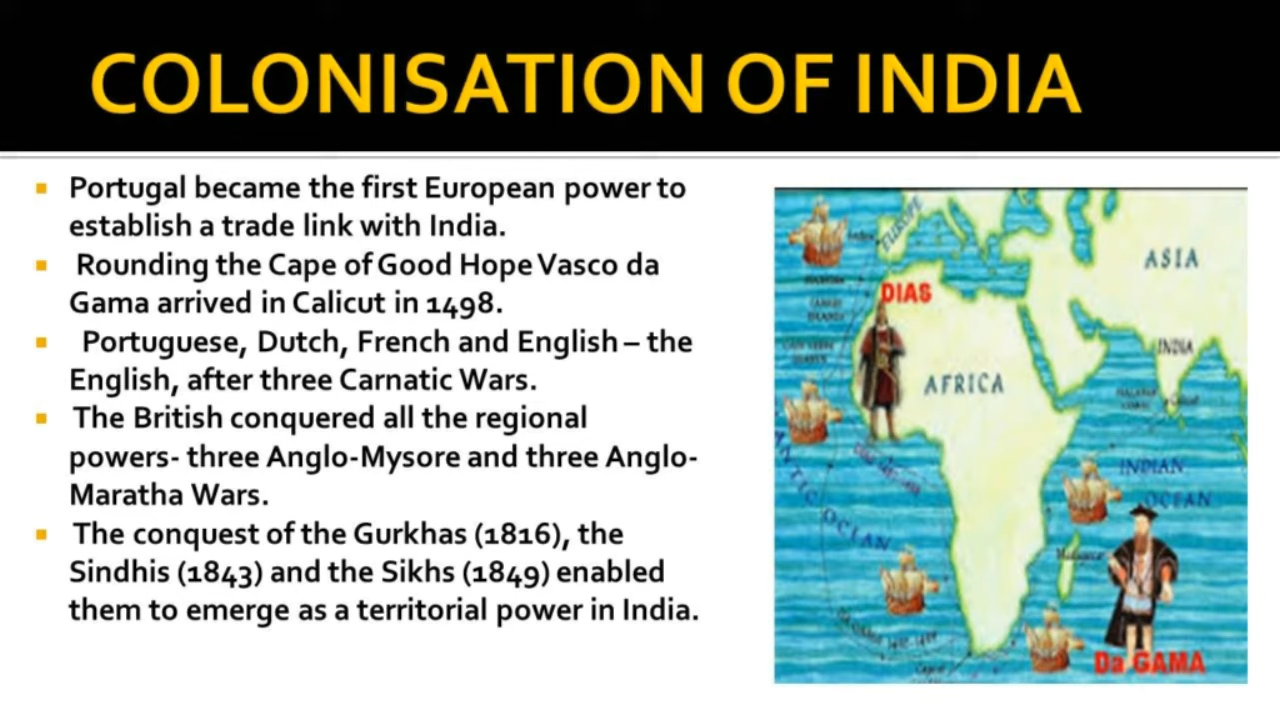 COLONISATION OF INDIA
Portugal became the first European power to
establish a trade link with India.
Rounding the Cape of Good Hope Vasco da
Gama arrived in Calicut in 1498.
Portuguese, Dutch, French and English – the
English, after three Carnatic Wars.
The British conquered all the regional
powers- three Anglo-Mysore and three Anglo-
Maratha Wars.
The conquest of the Gurkhas (1816), the
Sindhis (1843) and the Sikhs (1849) enabled
them to emerge as a territorial power in India.
EUROPE
ASIA
DIAS
INDIA
AFRICA
INDIAN
OCEAN
OCEAN
Da GAMA